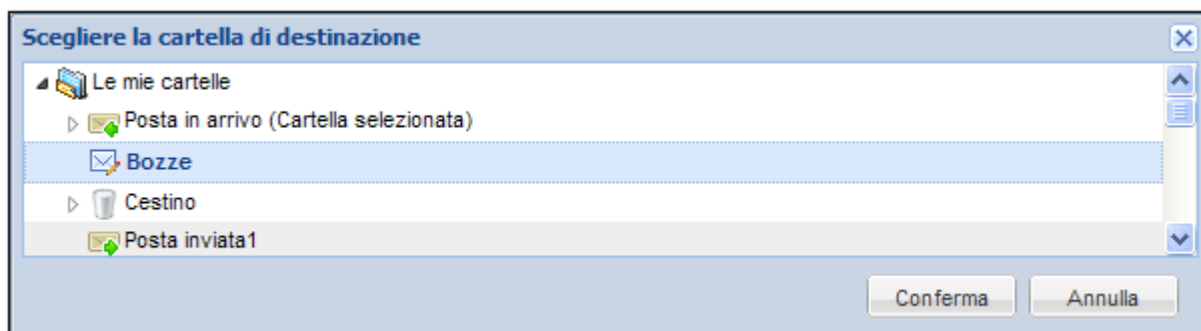 Scegliere la cartella di destinazione
Le mie cartelle
Posta in arrivo (Cartella selezionata)
Bozze
Cestino
Posta inviata1
Conferma Annulla